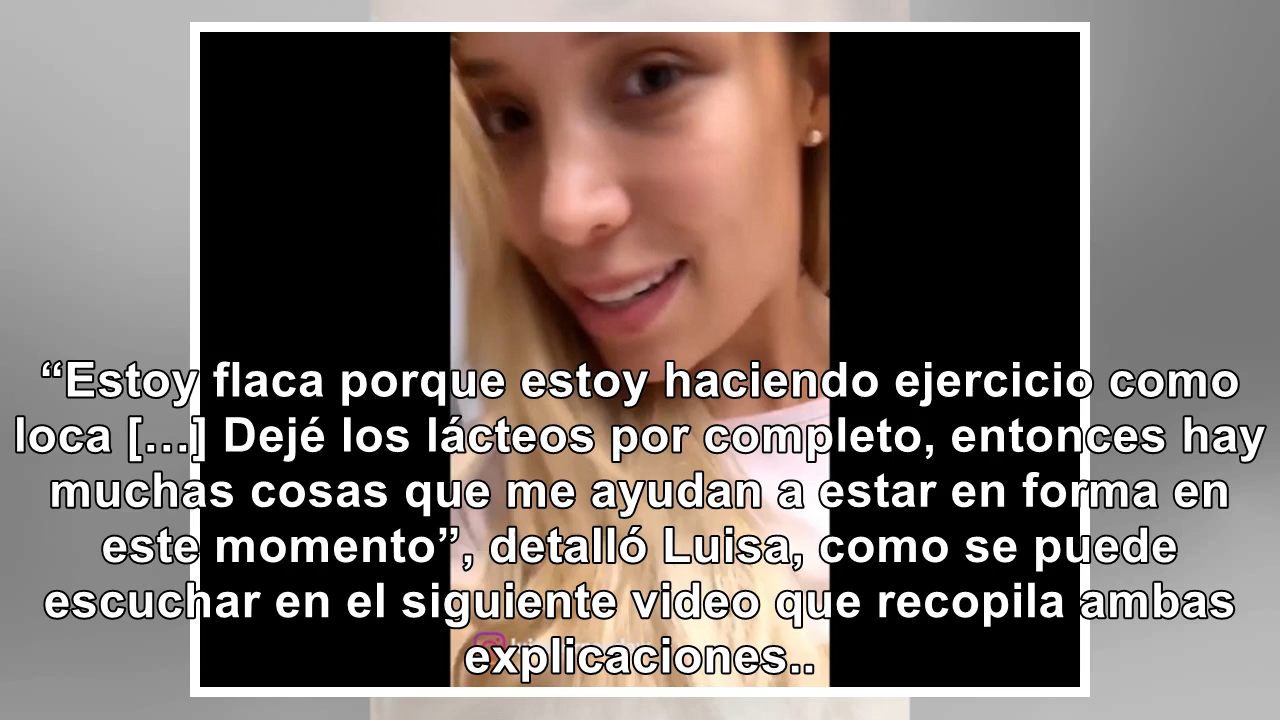 “Estoy flaca porque estoy haciendo ejercicio como
loca [...] Dejé los lácteos por completo, entonces hay
muchas cosas que me ayudan a estar en forma en
este momento”, detalló Luisa, como se puede
escuchar en el siguiente video que recopila ambas
explicaciones..